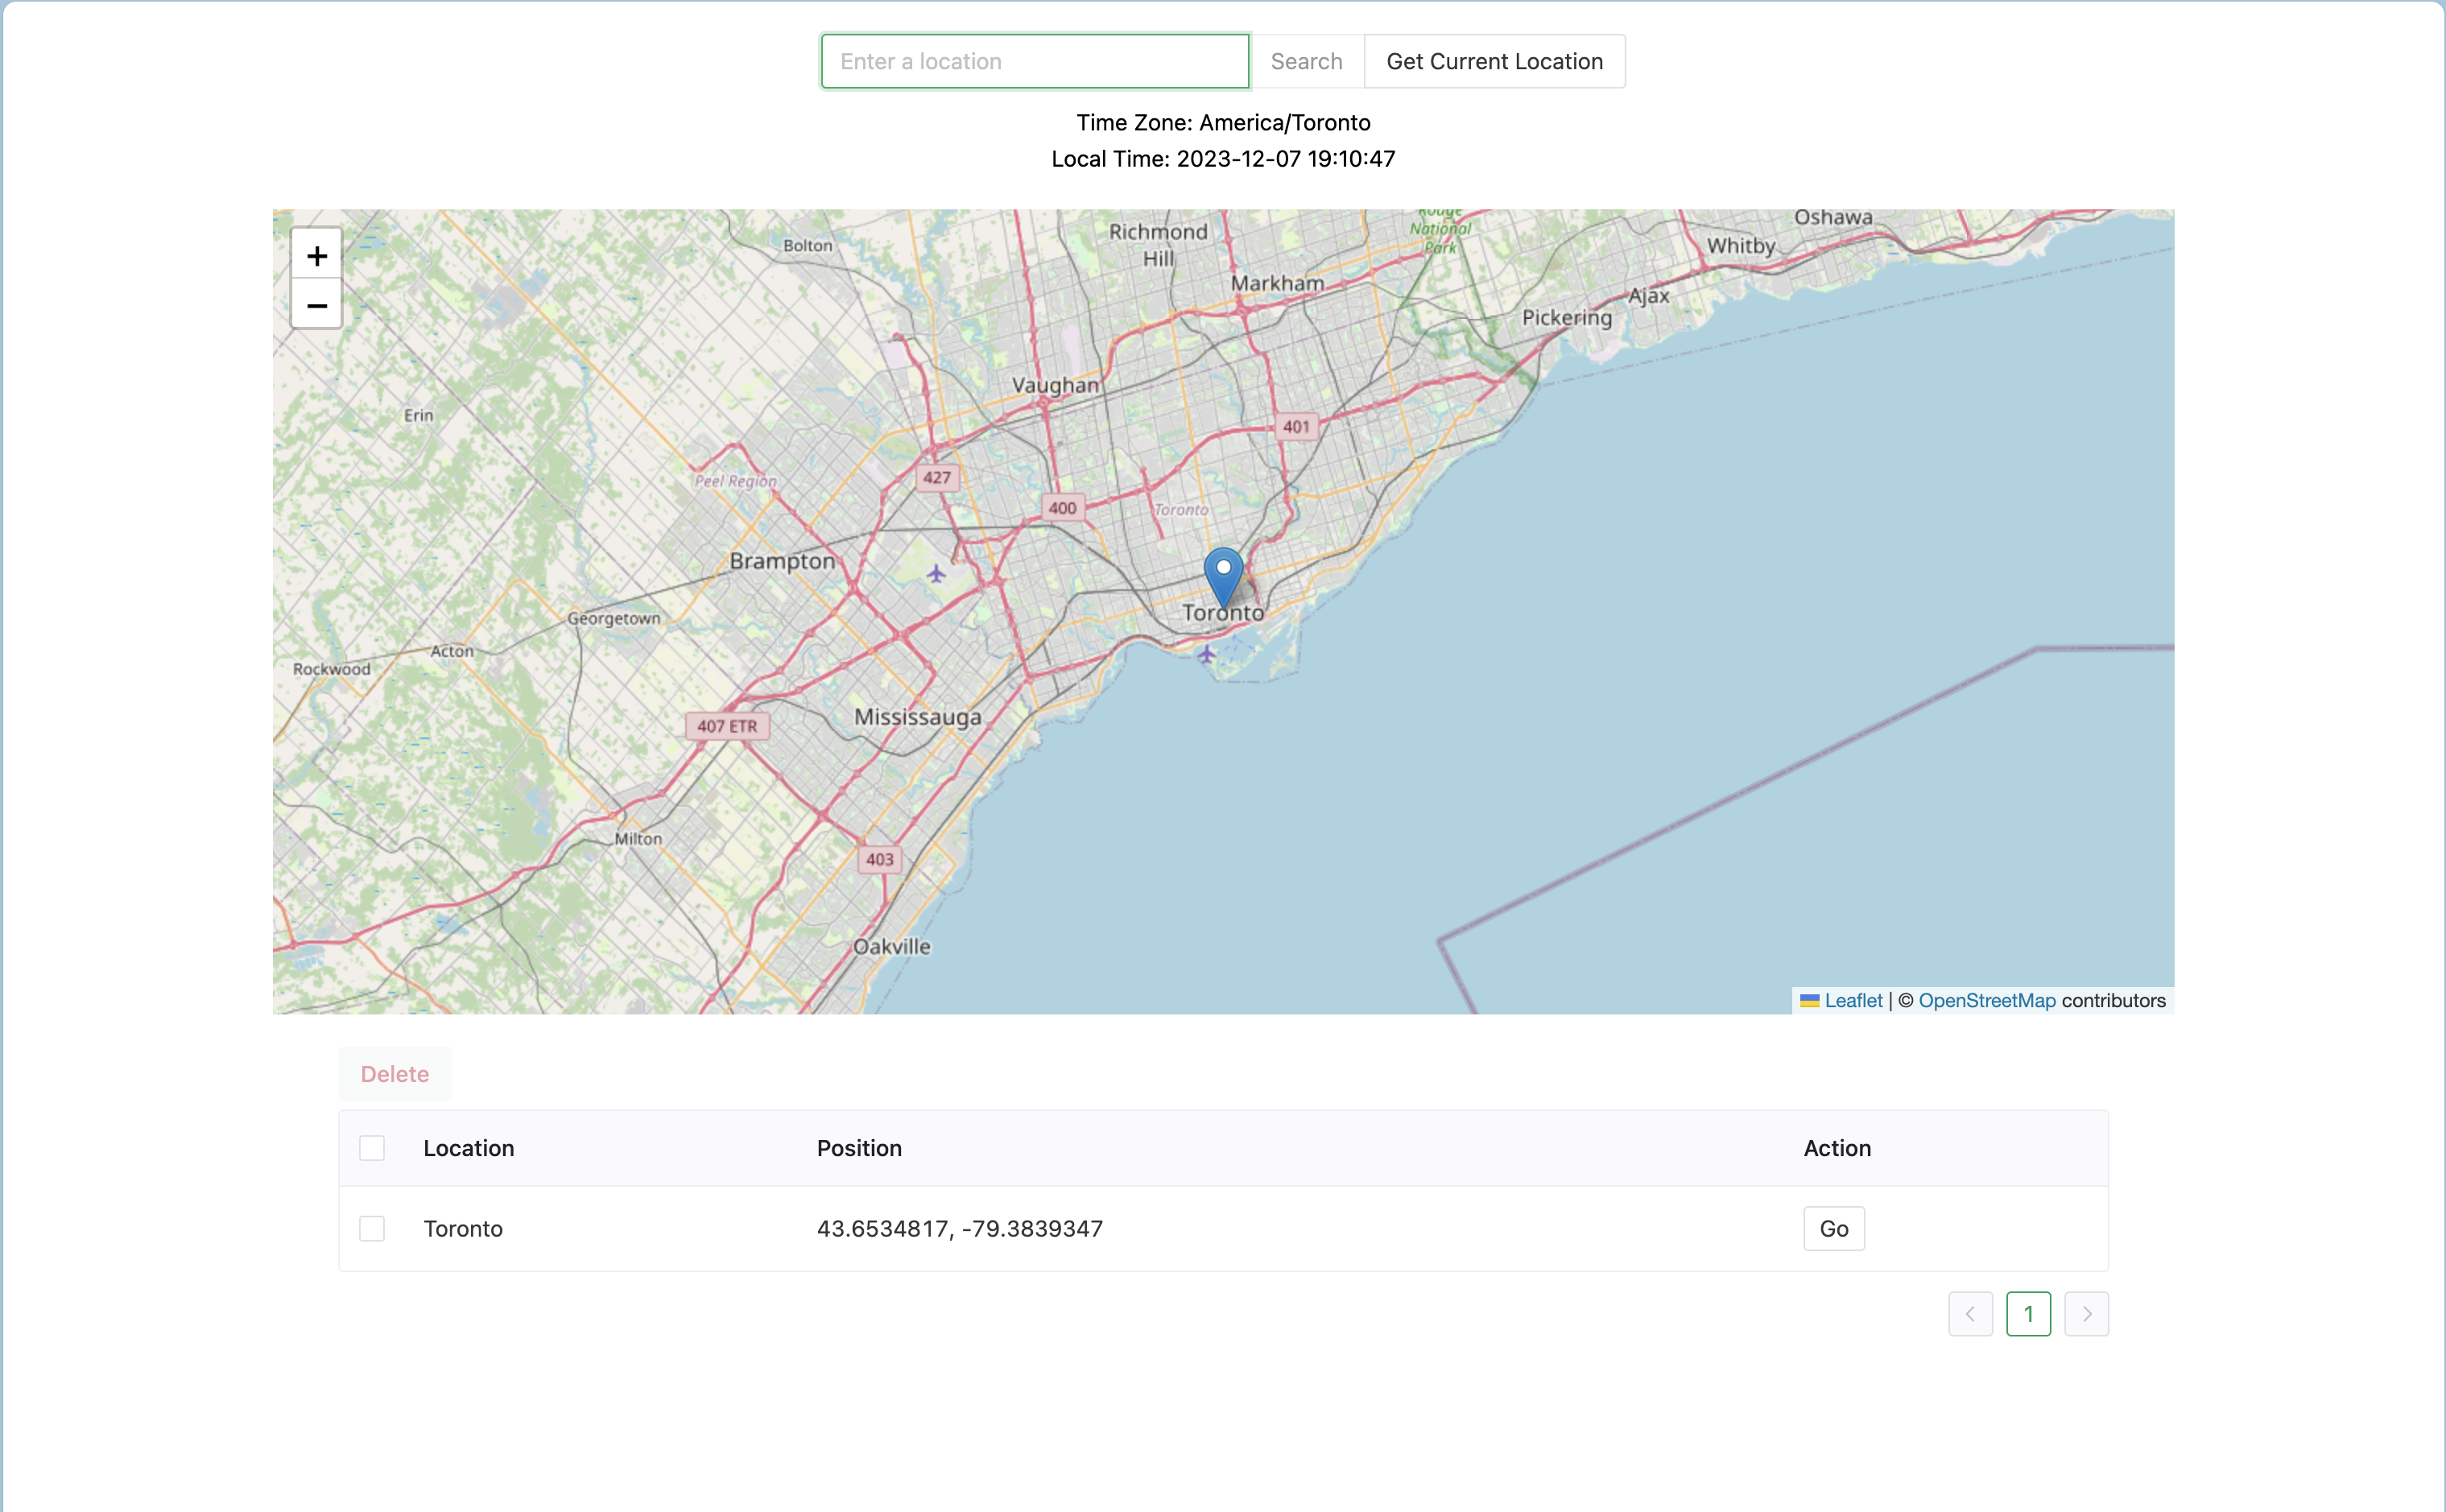 Enter a location
Search
Get Current Location
Time Zone: America/Toronto
Local Time: 2023-12-07 19:10:47
+
−
Bolton
Richmond
Hill
Rouge
National
Park
Oshawa
Whitby
Markham
Ajax
Pickering
Vaughan
Erin
401
427
Peel Region
400
Toronto
Brampton
Toronto
Georgetown
Acton
Rockwood
Mississauga
407 ETR
Milton
403
Oakville
Leaflet | © OpenStreetMap contributors
Delete
Location Position Action
Toronto 43.6534817, -79.3839347 Go
1